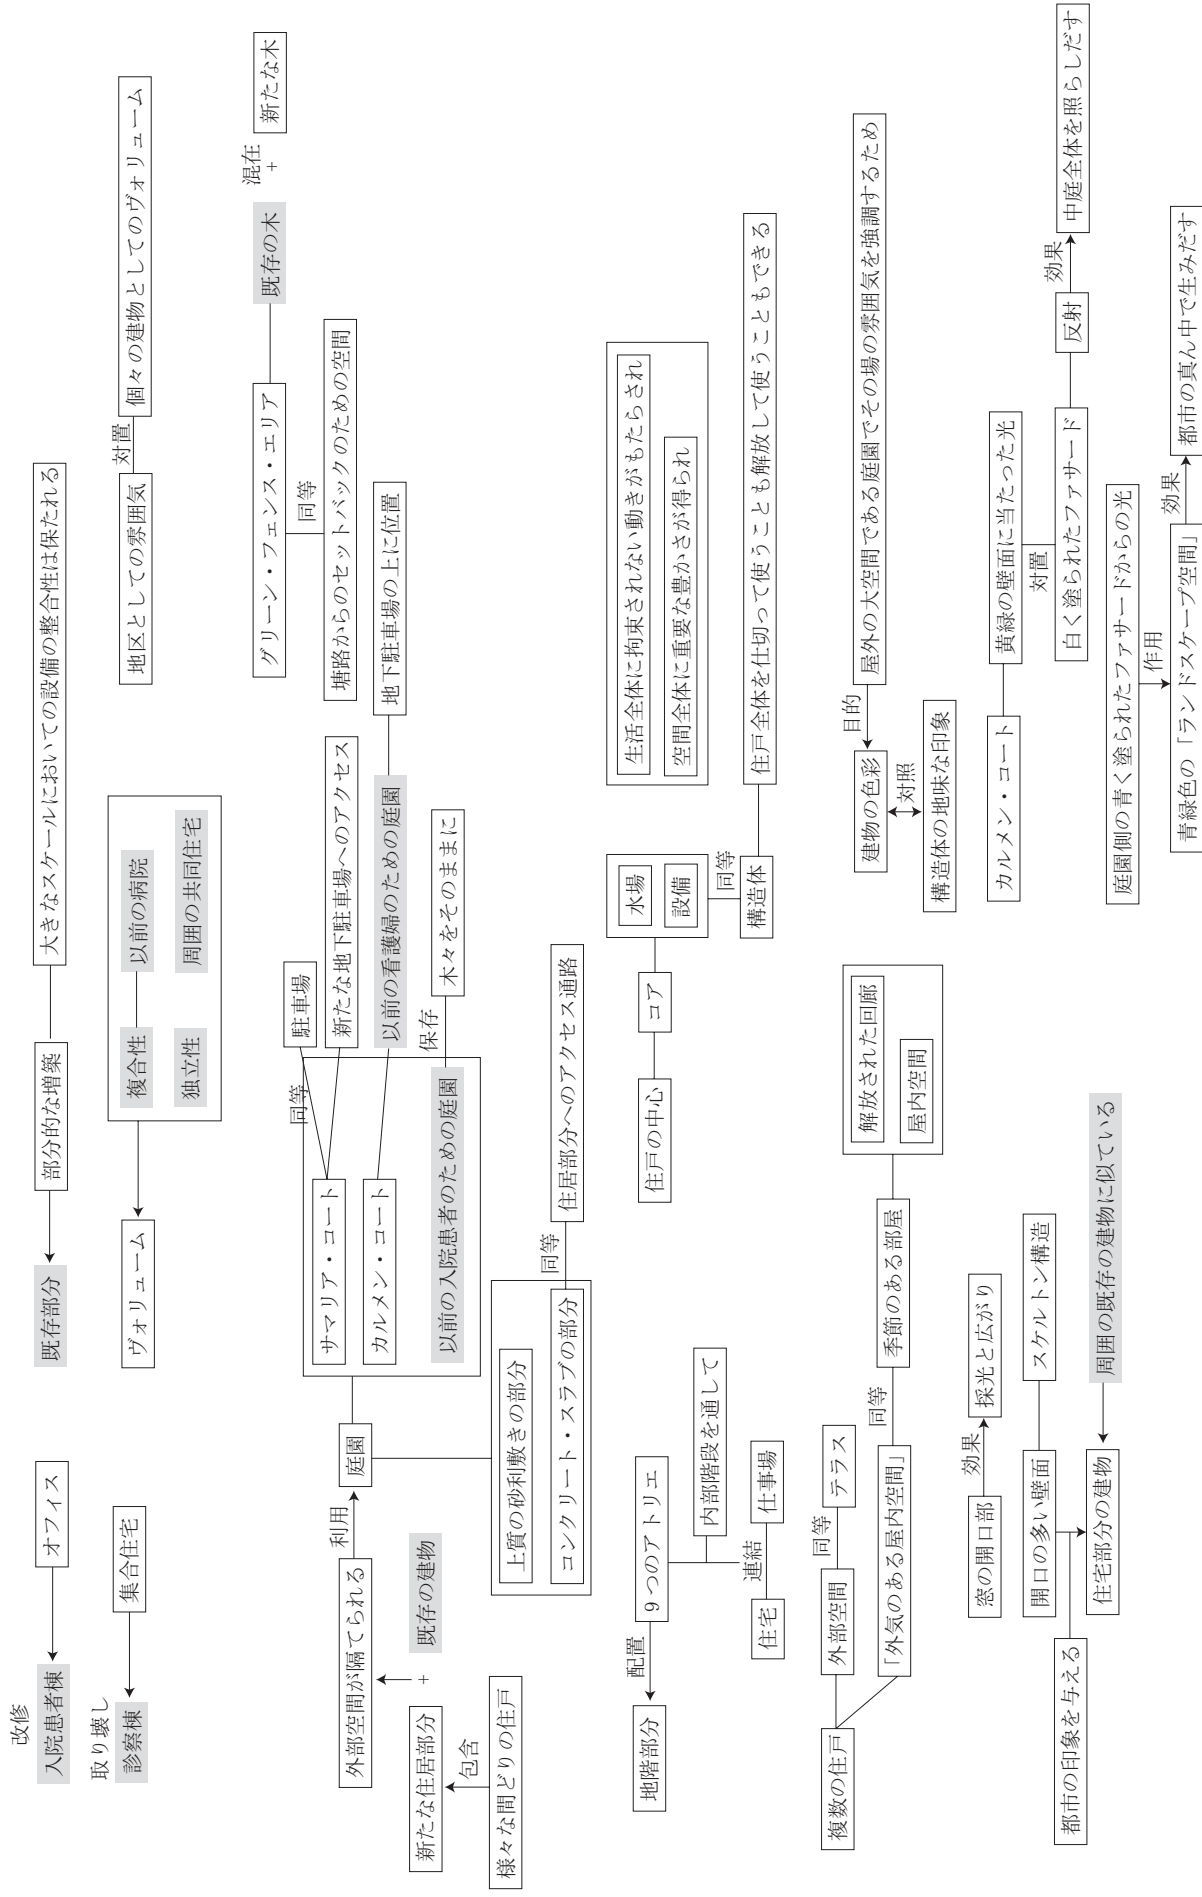 改修
入院患者棟
オフィス
取り壊し
診察棟
集合住宅
既存部分
部分的な増築
大きなスケールにおいての設備の整合性は保たれる
ヴォリューム
複合性
以前の病院
独立性
周囲の共同住宅
地区としての雰囲気
対置
個々の建物としてのヴォリューム
外部空間が隔てられる
利用
庭園
新たな住居部分
+
既存の建物
包含
様々な間どりの住戸
同等
サマリア・コート
駐車場
新たな地下駐車場へのアクセス
カルメン・コート
以前の看護婦のための庭園
地下駐車場の上に位置
以前の入院患者のための庭園
保存
木々をそのままに
上質の砂利敷きの部分
コンクリート・スラブの部分
同等
住居部分へのアクセス通路
グリーン・フェンス・エリア
既存の木
混在
+
新たな木
同等
塘路からのセットバックのための空間
地階部分
配置
9つのアトリエ
内部階段を通して
連結
住宅
仕事場
住戸の中心
コア
水場
設備
同等
構造体
生活全体に拘束されない動きがもたらされ
空間全体に重要な豊かさが得られ
住戸全体を仕切って使うことも解放して使うこともできる
複数の住戸
外部空間
同等
テラス
「外気のある屋内空間」
同等
季節のある部屋
解放された回廊
屋内空間
建物の色彩
目的
屋外の大空間である庭園でその場の雰囲気を強調するため
対照
構造体の地味な印象
窓の開口部
効果
採光と広がり
開口の多い壁面
スケルトン構造
都市の印象を与える
住宅部分の建物
周囲の既存の建物に似ている
カルメン・コート
黄緑の壁面に当たった光
対置
白く塗られたファサード
反射
効果
中庭全体を照らしだす
庭園側の青く塗られたファサードからの光
作用
青緑色の「ランドスケープ空間」
効果
都市の真ん中で生みだす